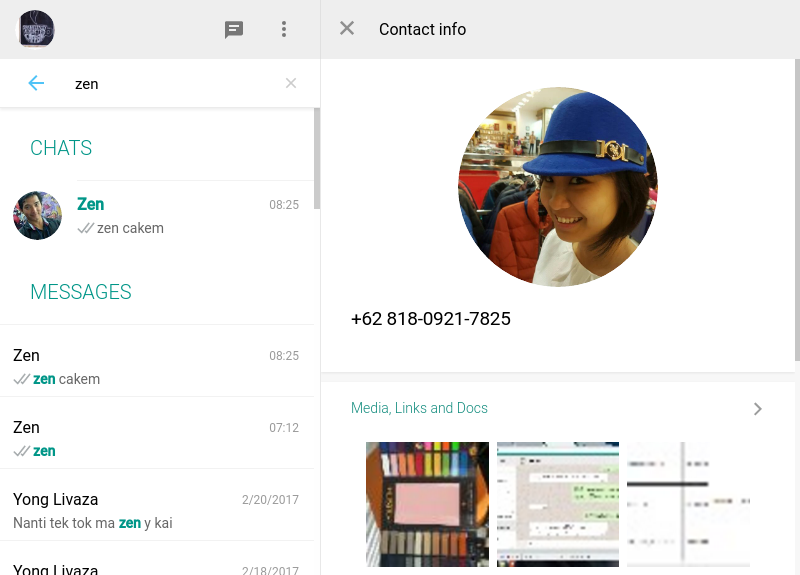 zen
CHATS
Zen
08:25
zen cakem
MESSAGES
Zen
08:25
zen cakem
Zen
07:12
zen
Yong Livaza
2/20/2017
Nanti tek tok ma zen y kai
Yong Livaza
2/18/2017
Contact info
+62 818-0921-7825
Media, Links and Docs